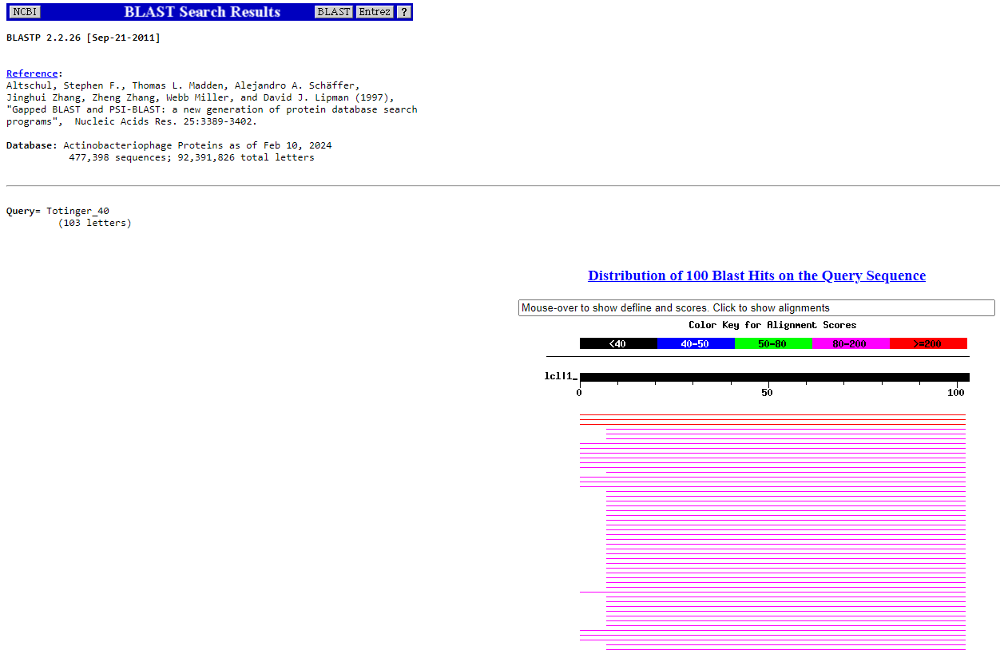 NCBI BLAST Search Results BLAST Entrez ?
BLASTP 2.2.26 [Sep-21-2011]
Reference:
Altschul, Stephen F., Thomas L. Madden, Alejandro A. Schäffer,
Jinghui Zhang, Zheng Zhang, Webb Miller, and David J. Lipman (1997),
"Gapped BLAST and PSI-BLAST: a new generation of protein database search
programs",  Nucleic Acids Res. 25:3389-3402.
Database: Actinobacteriophage Proteins as of Feb 10, 2024
477,398 sequences; 92,391,826 total letters
Query= Totinger_40
(103 letters)
Distribution of 100 Blast Hits on the Query Sequence
Mouse-over to show defline and scores. Click to show alignments
Color Key for Alignment Scores
<40 40-50 50-80 80-200 >=200
lcl|1_
0 50 100